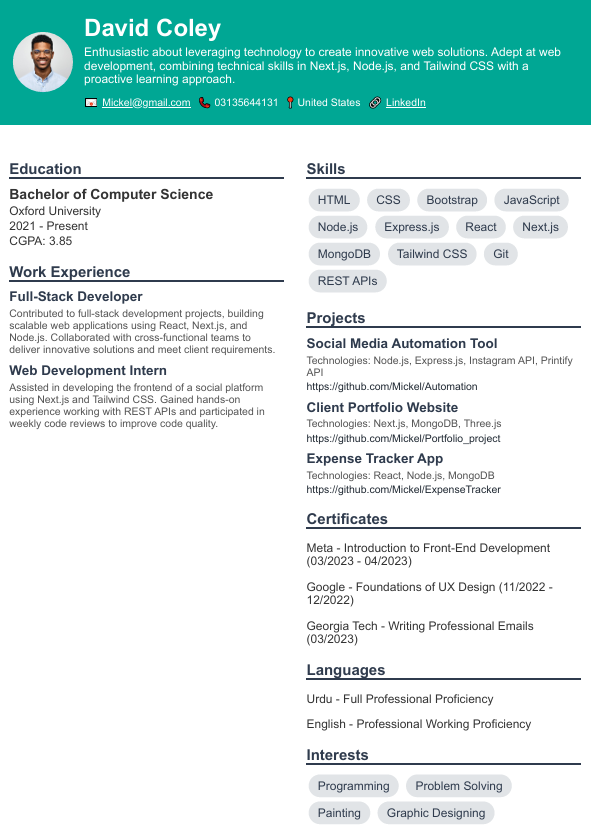 David Coley
Enthusiastic about leveraging technology to create innovative web solutions. Adept at web
development, combining technical skills in Next.js, Node.js, and Tailwind CSS with a
proactive learning approach.
Mickel@gmail.com 03135644131 United States LinkedIn
Education
Bachelor of Computer Science
Oxford University
2021 - Present
CGPA: 3.85
Work Experience
Full-Stack Developer
Contributed to full-stack development projects, building
scalable web applications using React, Next.js, and
Node.js. Collaborated with cross-functional teams to
deliver innovative solutions and meet client requirements.
Web Development Intern
Assisted in developing the frontend of a social platform
using Next.js and Tailwind CSS. Gained hands-on
experience working with REST APIs and participated in
weekly code reviews to improve code quality.
Skills
HTML CSS Bootstrap JavaScript
Node.js Express.js React Next.js
MongoDB Tailwind CSS Git
REST APIs
Projects
Social Media Automation Tool
Technologies: Node.js, Express.js, Instagram API, Printify
API
https://github.com/Mickel/Automation
Client Portfolio Website
Technologies: Next.js, MongoDB, Three.js
https://github.com/Mickel/Portfolio_project
Expense Tracker App
Technologies: React, Node.js, MongoDB
https://github.com/Mickel/ExpenseTracker
Certificates
Meta - Introduction to Front-End Development
(03/2023 - 04/2023)
Google - Foundations of UX Design (11/2022 -
12/2022)
Georgia Tech - Writing Professional Emails
(03/2023)
Languages
Urdu - Full Professional Proficiency
English - Professional Working Proficiency
Interests
Programming Problem Solving
Painting Graphic Designing